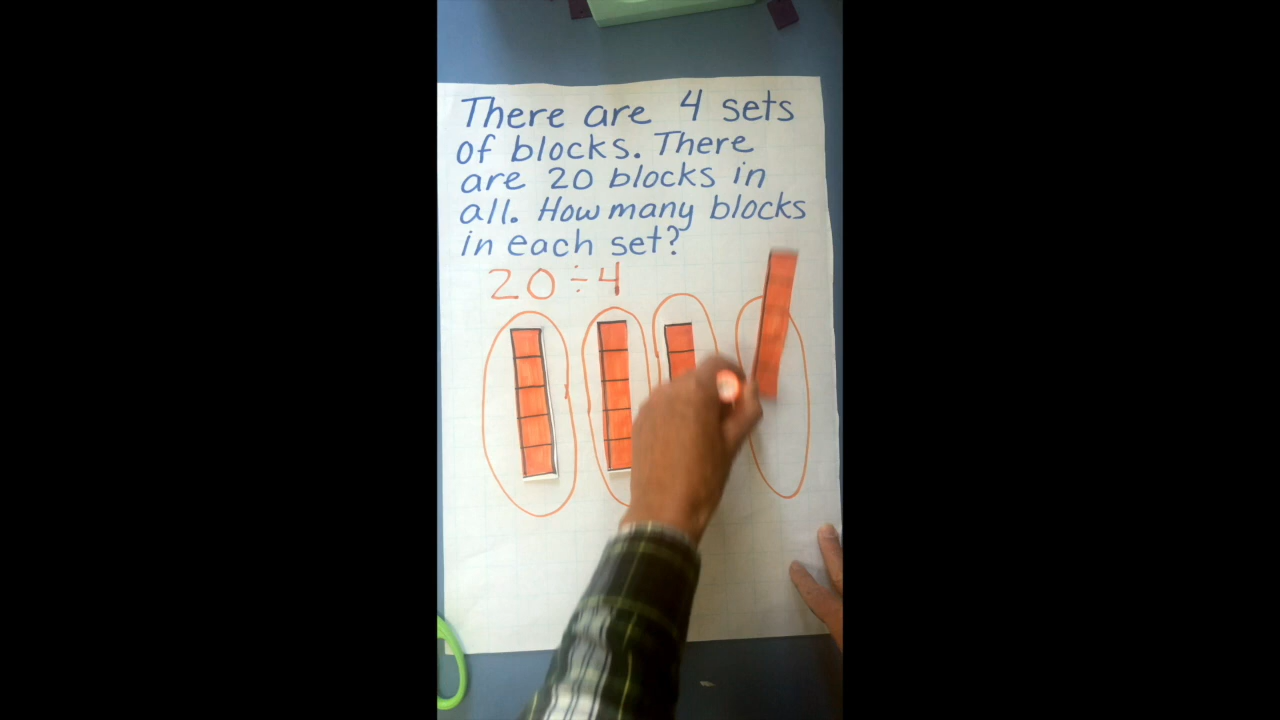 There are 4 sets
of blocks. There
are 20 blocks in
all. How many blocks
in each set?
20 ÷ 4